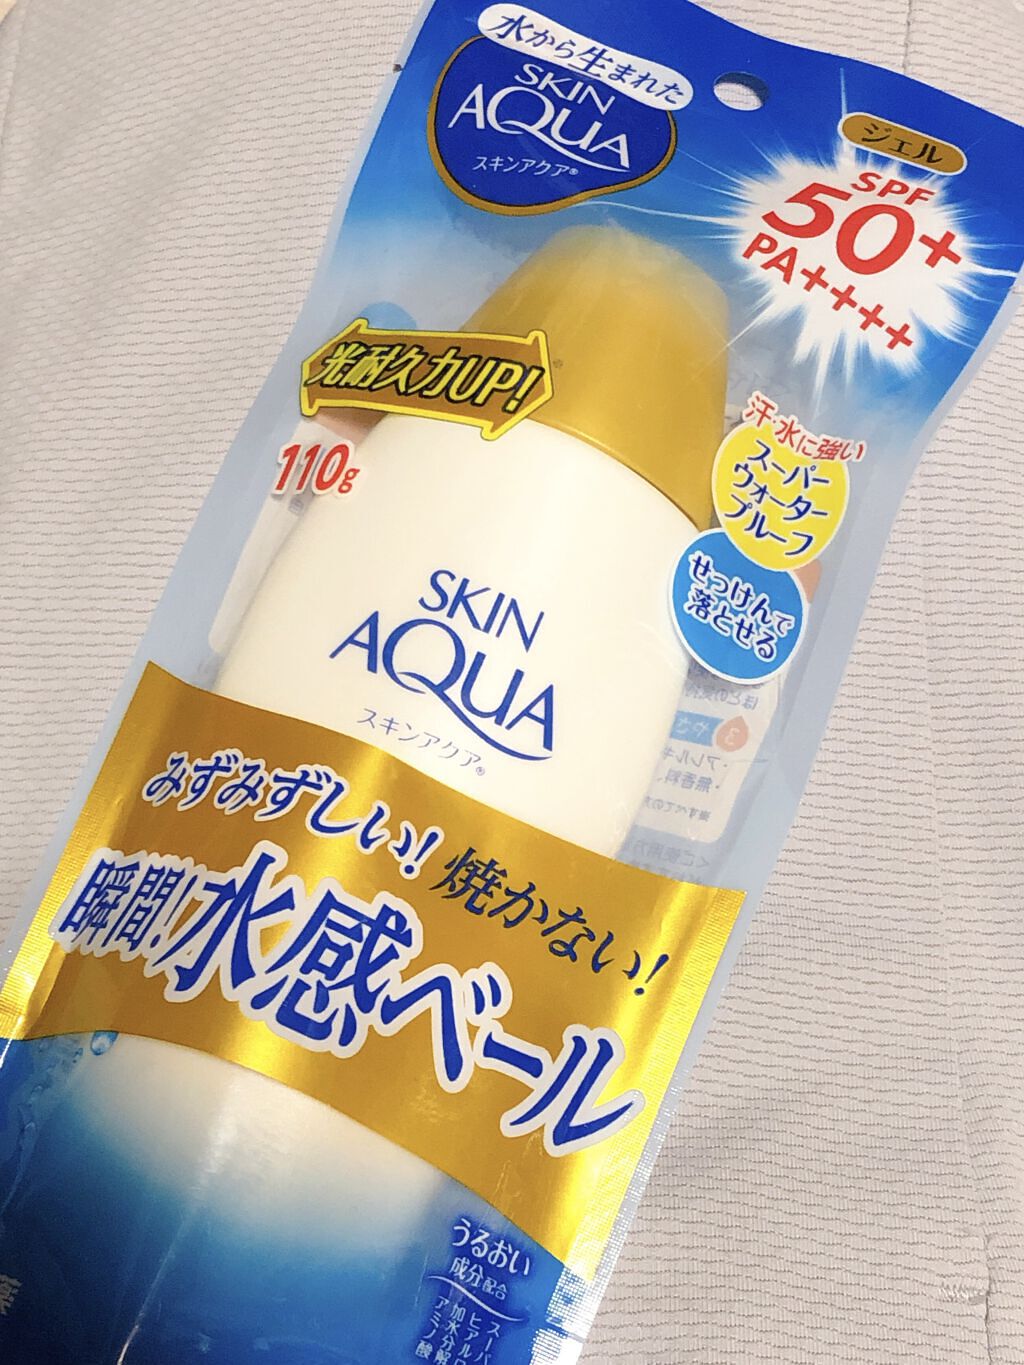 水から生まれた
SKIN
AQUA
スキンアクア®
ジェル
SPF
50+
PA++++
光耐久力UP!
110g
汗・水に強い
スーパー
ウォーター
プルーフ
せっけんで
落とせる
SKIN
AQUA
スキンアクア®
みずみずしい!焼かない!
瞬間!水感ベール
うるおい
成分配合
アミノ酸